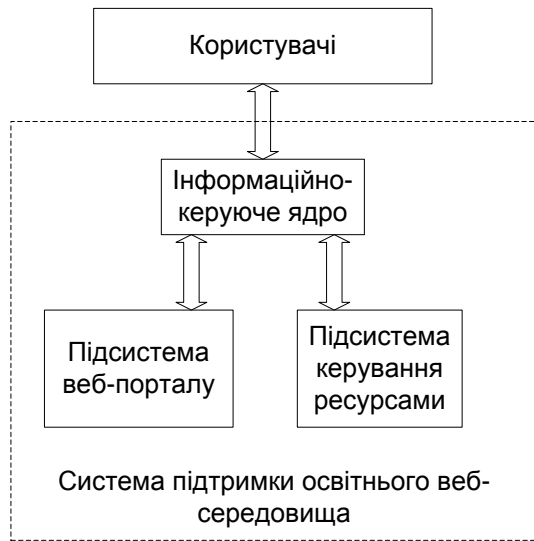 Користувачі
Інформаційно-
керуюче ядро
Підсистема
веб-порталу
Підсистема
керування
ресурсами
Система підтримки освітнього веб-
середовища